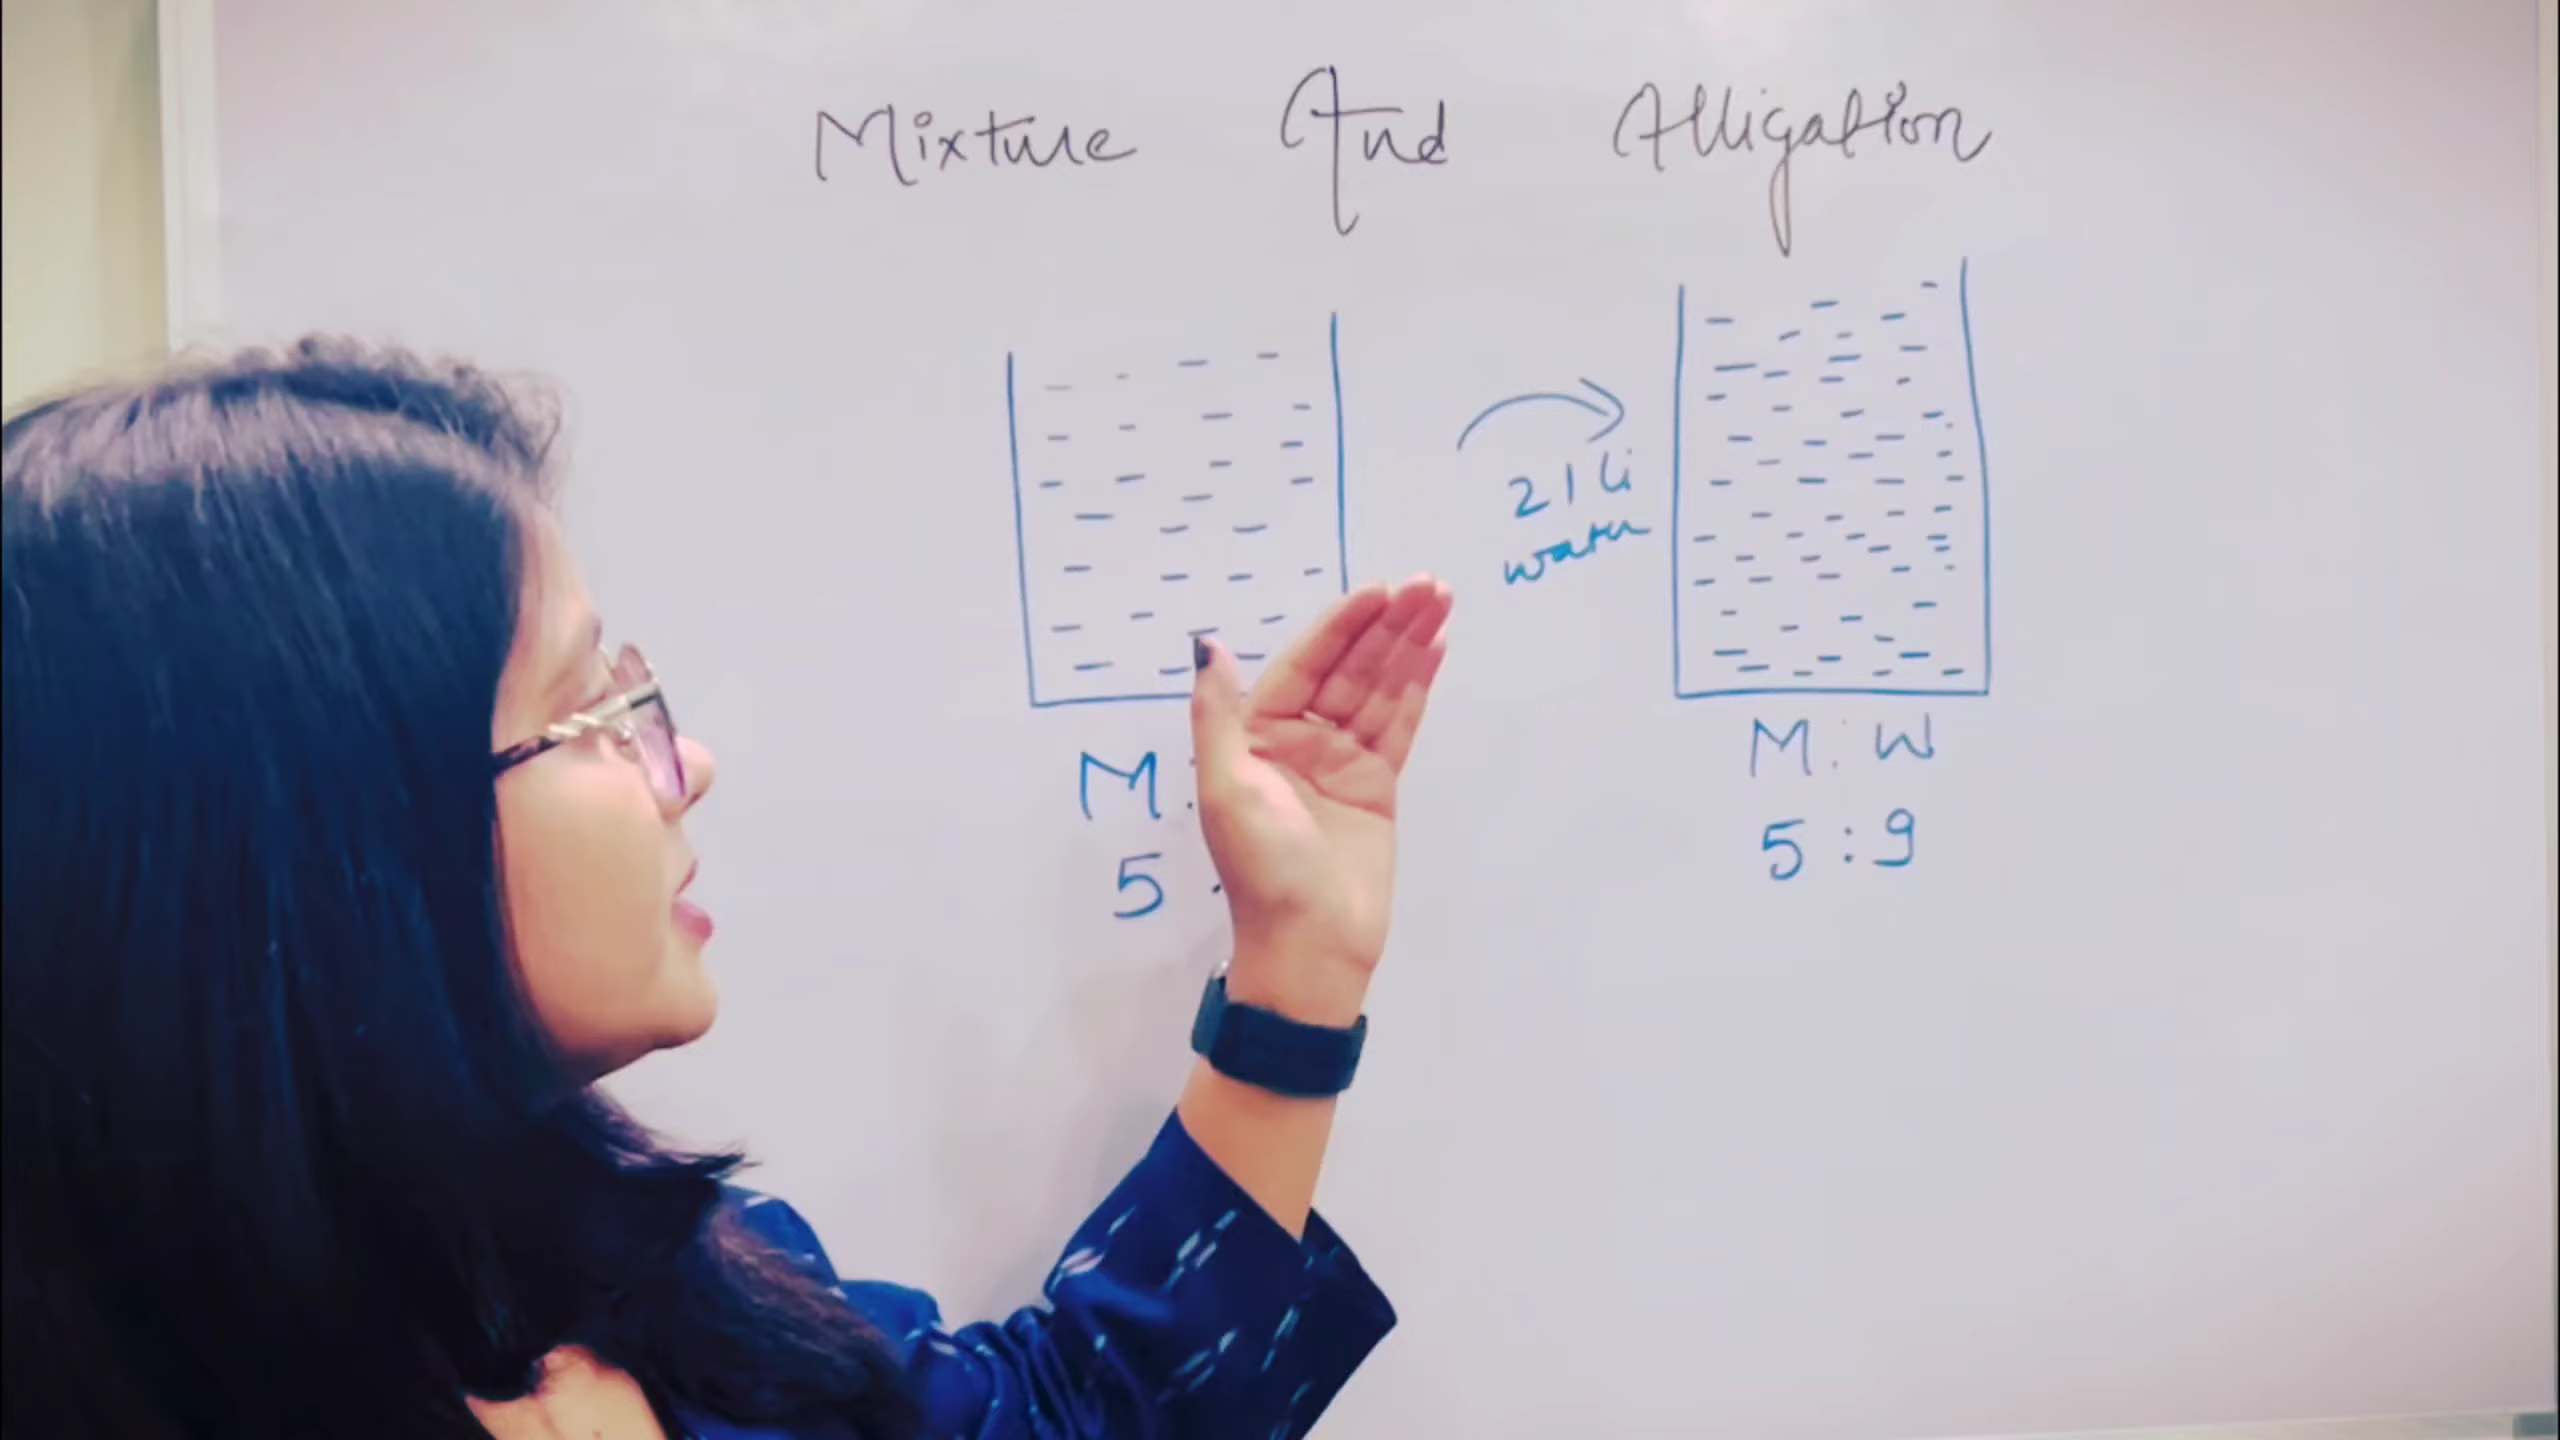 Mixture And Alligation
21 li
water
M :
5 :
M : W
5 : 9